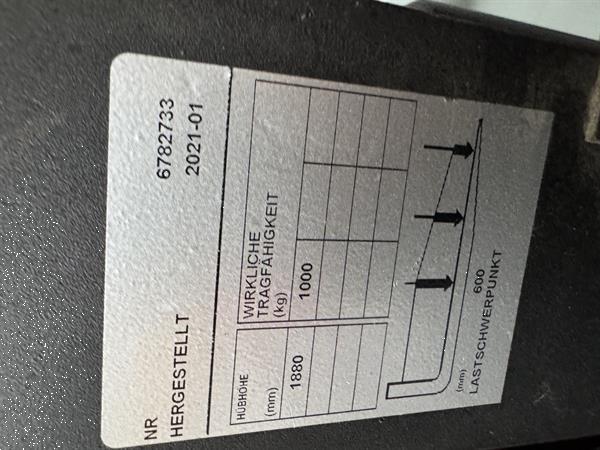 NR 6782733
HERGESTELLT 2021-01
HUBHÖHE
(mm)
WIRKLICHE
TRAGFÄHIGKEIT
(kg)
1880 1000
(mm) 600
LASTSCHWERPUNKT